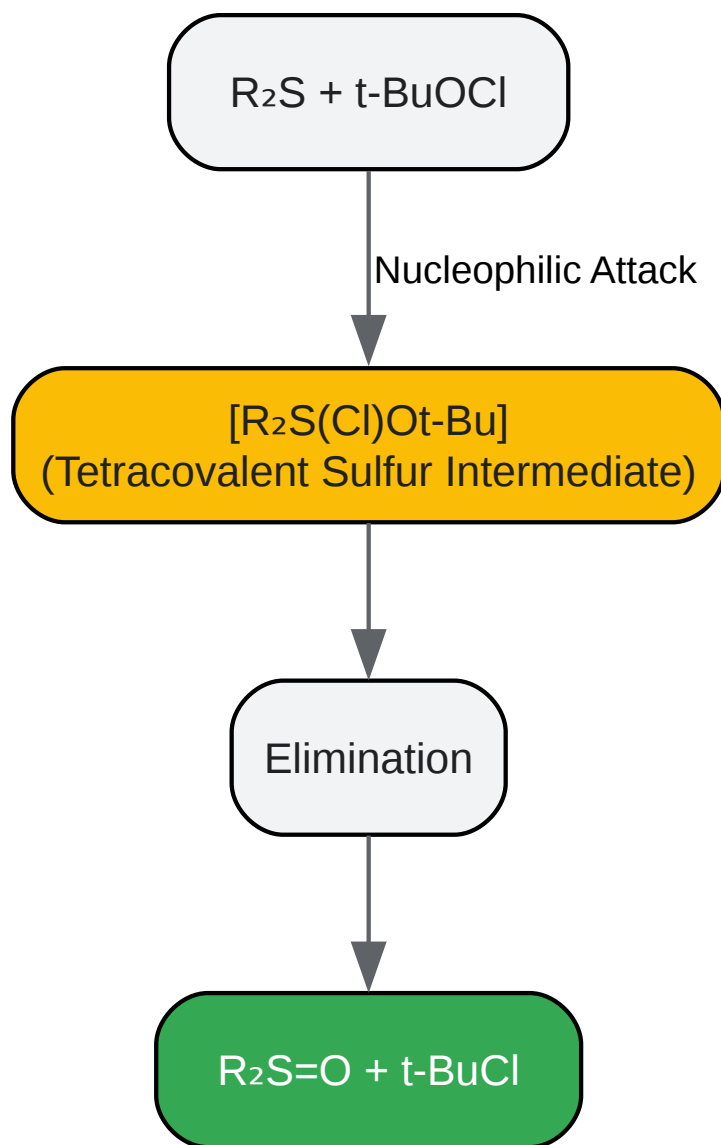 R₂S + t-BuOCl
Nucleophilic Attack
[R₂S(Cl)Ot-Bu]
(Tetracovalent Sulfur Intermediate)
Elimination
R₂S=O + t-BuCl